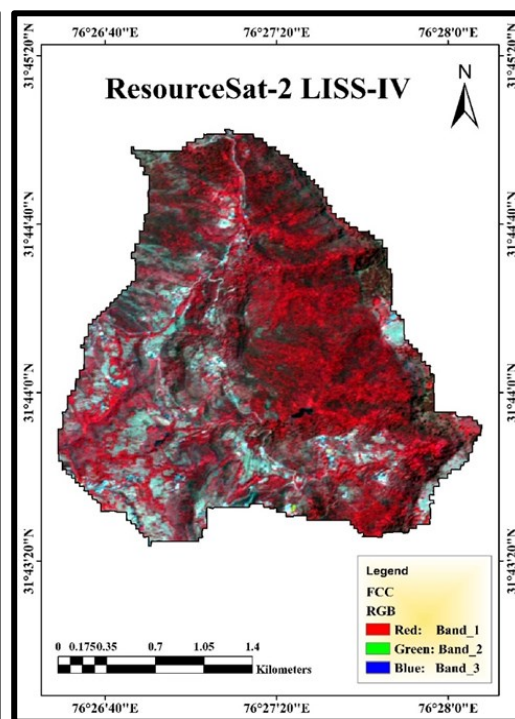 76°26'40"E 76°27'20"E 76°28'0"E
ResourceSat-2 LISS-IV
N
31°45'20"N 31°45'20"N
31°44'40"N 31°44'40"N
31°44'0"N 31°44'0"N
31°43'20"N 31°43'20"N
Legend
FCC
RGB
Red: Band_1
Green: Band_2
Blue: Band_3
0 0.1750.35 0.7 1.05 1.4
Kilometers
76°26'40"E 76°27'20"E 76°28'0"E